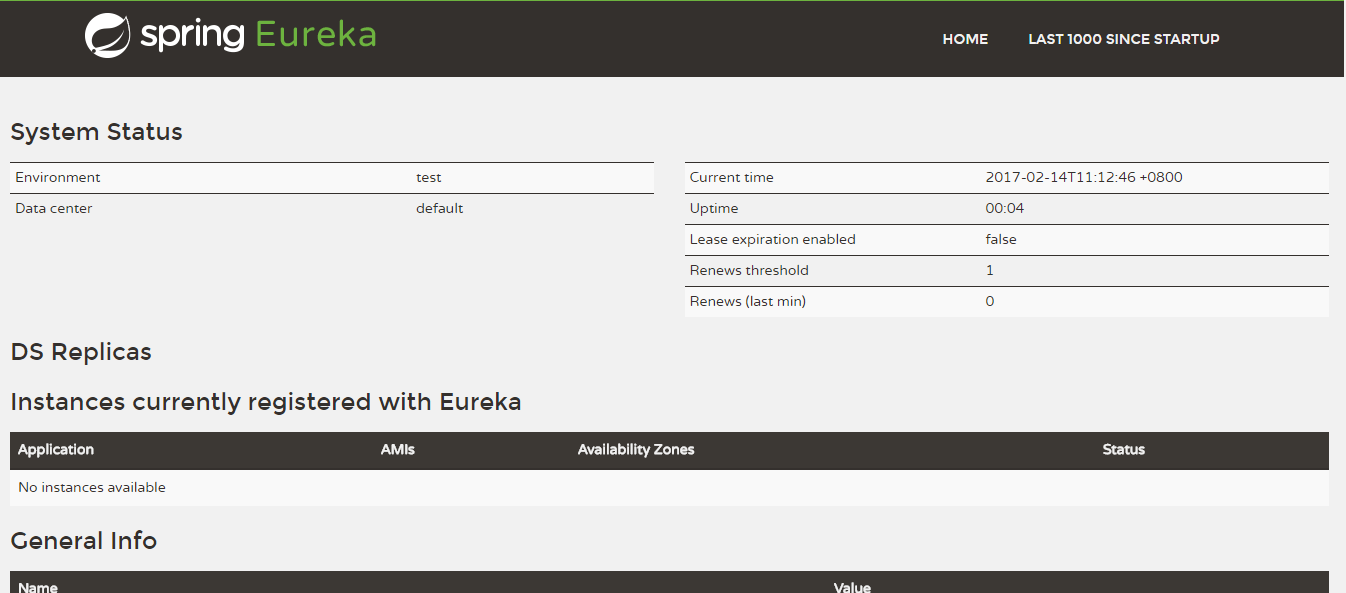 spring Eureka
HOME LAST 1000 SINCE STARTUP
System Status
Environment test
Data center default
Current time 2017-02-14T11:12:46 +0800
Uptime 00:04
Lease expiration enabled false
Renews threshold 1
Renews (last min) 0
DS Replicas
Instances currently registered with Eureka
Application AMIs Availability Zones Status
No instances available
General Info
Name Value